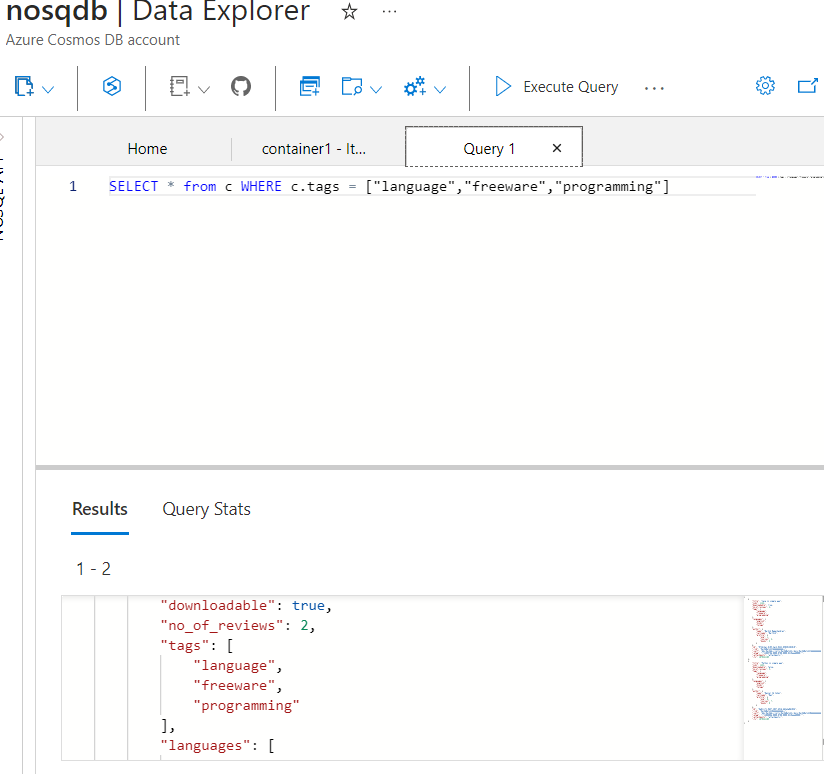 nosqdb | Data Explorer ☆ ...
Azure Cosmos DB account
Execute Query ...
Home container1 - It... Query 1 ×
1 SELECT * from c WHERE c.tags = ["language","freeware","programming"]
Results Query Stats
1 - 2
"downloadable": true,
"no_of_reviews": 2,
"tags": [
"language",
"freeware",
"programming"
],
"languages": [